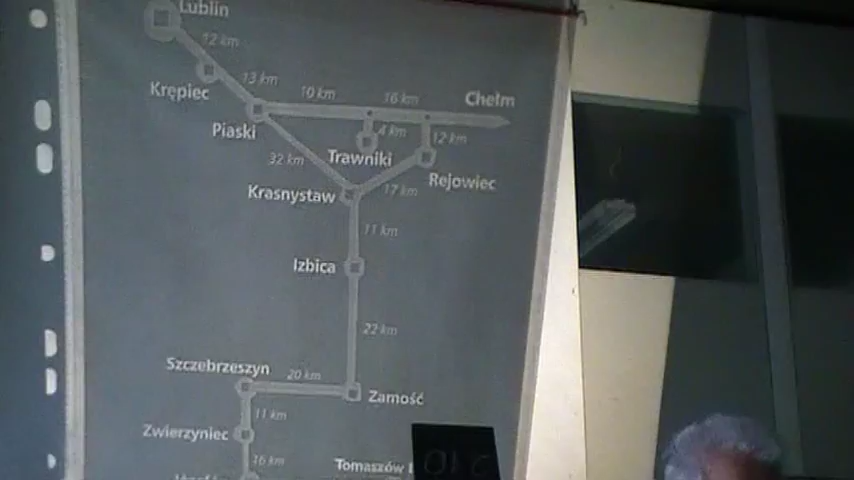 Lublin
12 km
Krępiec
13 km
10 km
16 km
Chełm
Piaski
4 km
12 km
32 km
Trawniki
Rejowiec
Krasnystaw
17 km
11 km
Izbica
22 km
Szczebrzeszyn
20 km
Zamość
11 km
Zwierzyniec
16 km
Tomaszów